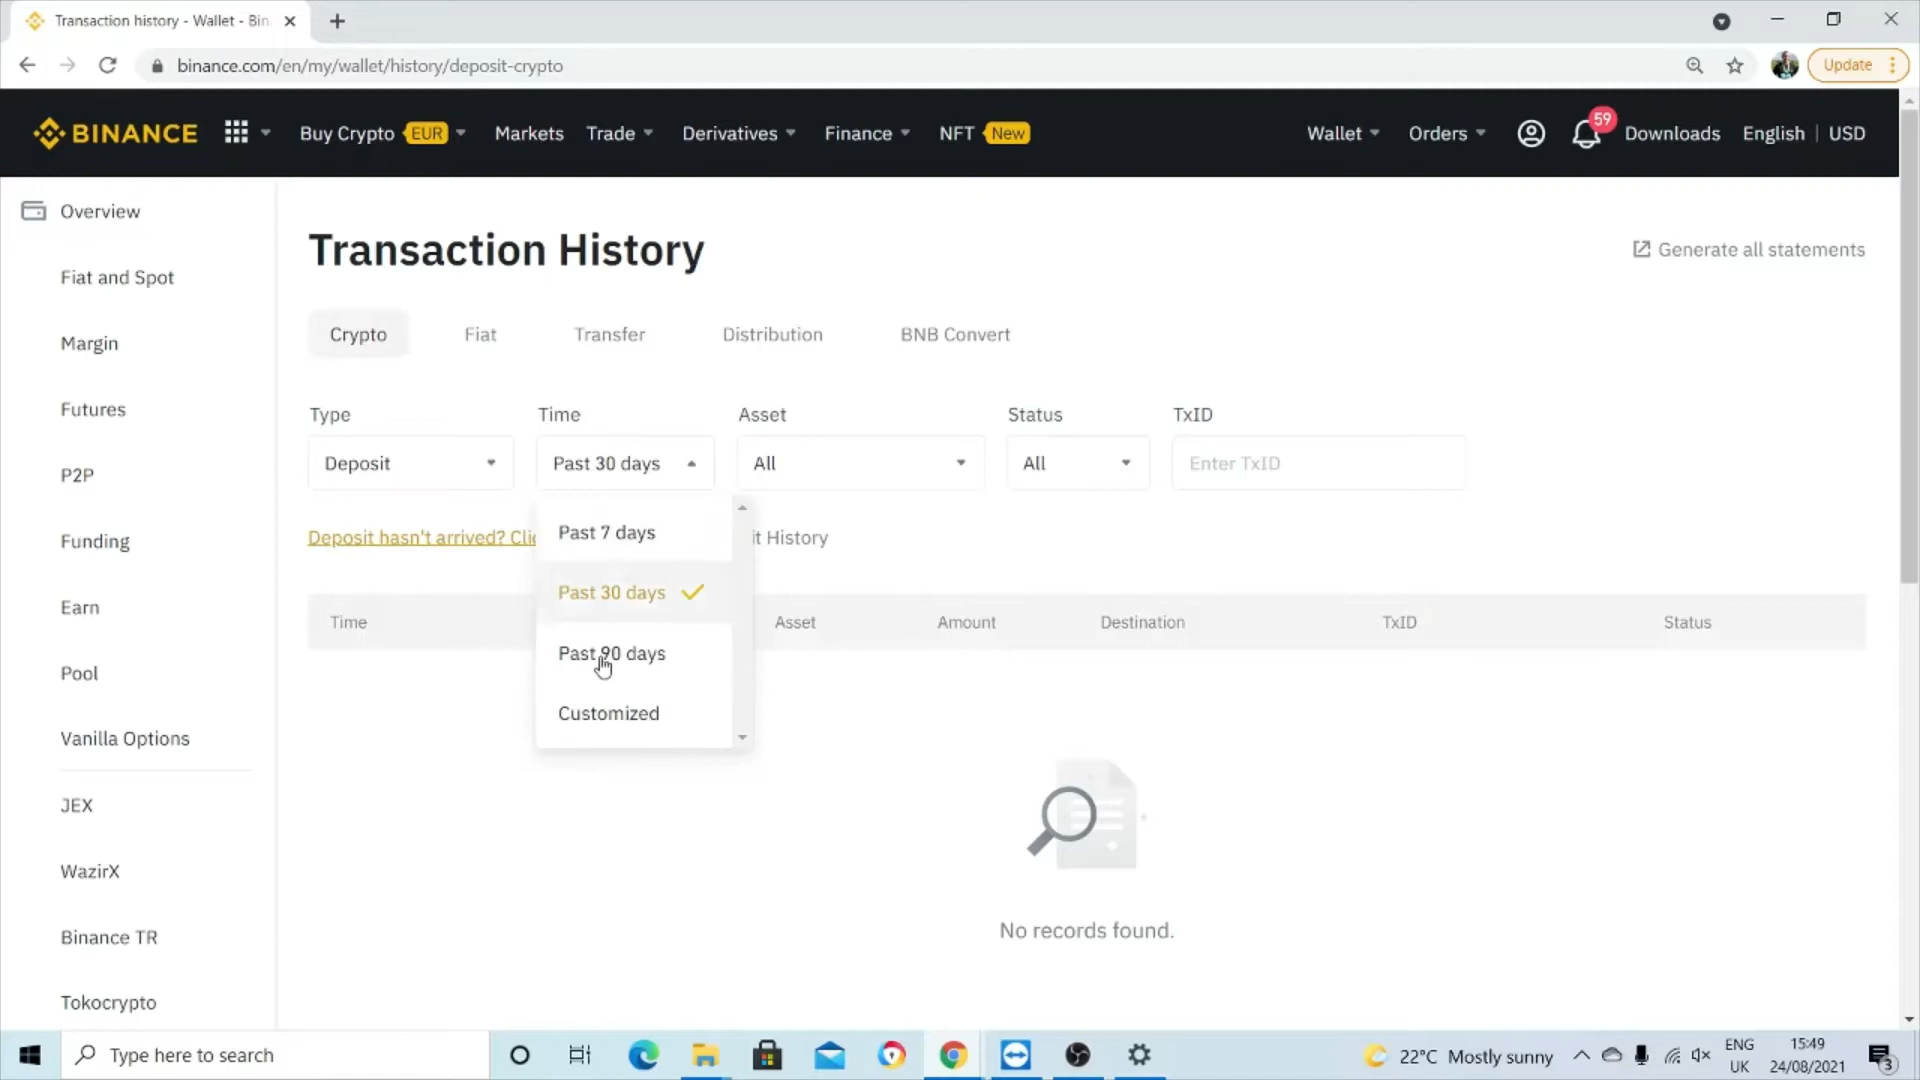 Transaction history - Wallet - Bin
binance.com/en/my/wallet/history/deposit-crypto
Update
BINANCE
Buy Crypto EUR
Markets
Trade
Derivatives
Finance
NFT New
Wallet
Orders
59
Downloads
English | USD
Overview
Fiat and Spot
Margin
Futures
P2P
Funding
Earn
Pool
Vanilla Options
JEX
WazirX
Binance TR
Tokocrypto
Transaction History
Generate all statements
Crypto Fiat Transfer Distribution BNB Convert
Type Time Asset Status TxID
Deposit Past 30 days All All Enter TxID
Deposit hasn't arrived? Clic
it History
Past 7 days
Past 30 days
Past 90 days
Customized
Time Asset Amount Destination TxID Status
No records found.
Type here to search
22°C Mostly sunny
ENG
UK
15:49
24/08/2021
3